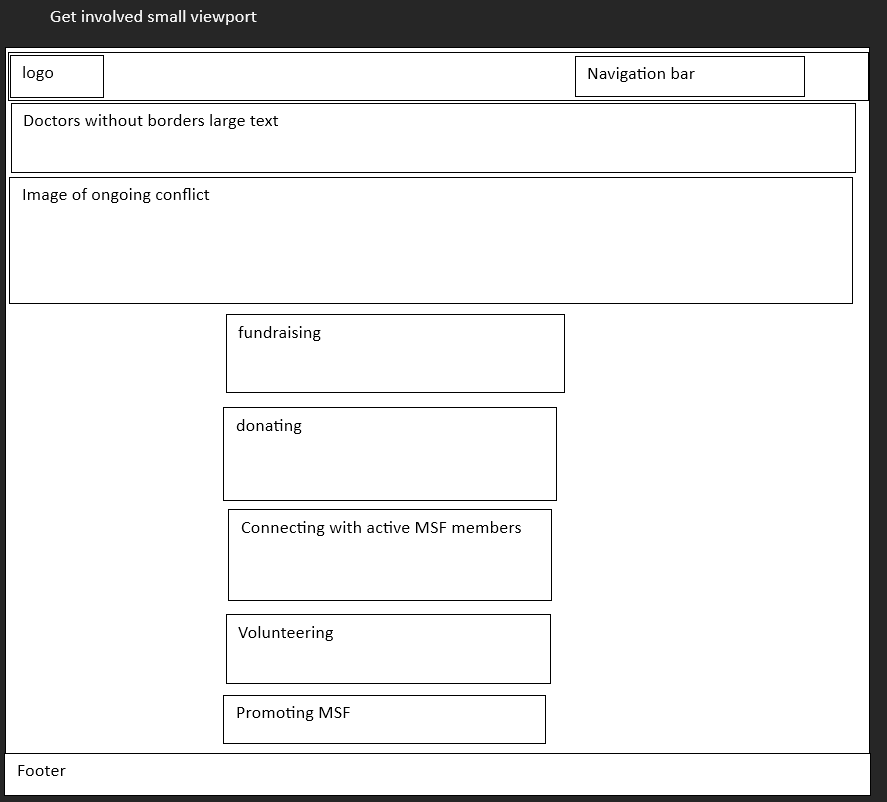 Get involved small viewport
logo
Navigation bar
Doctors without borders large text
Image of ongoing conflict
fundraising
donating
Connecting with active MSF members
Volunteering
Promoting MSF
Footer